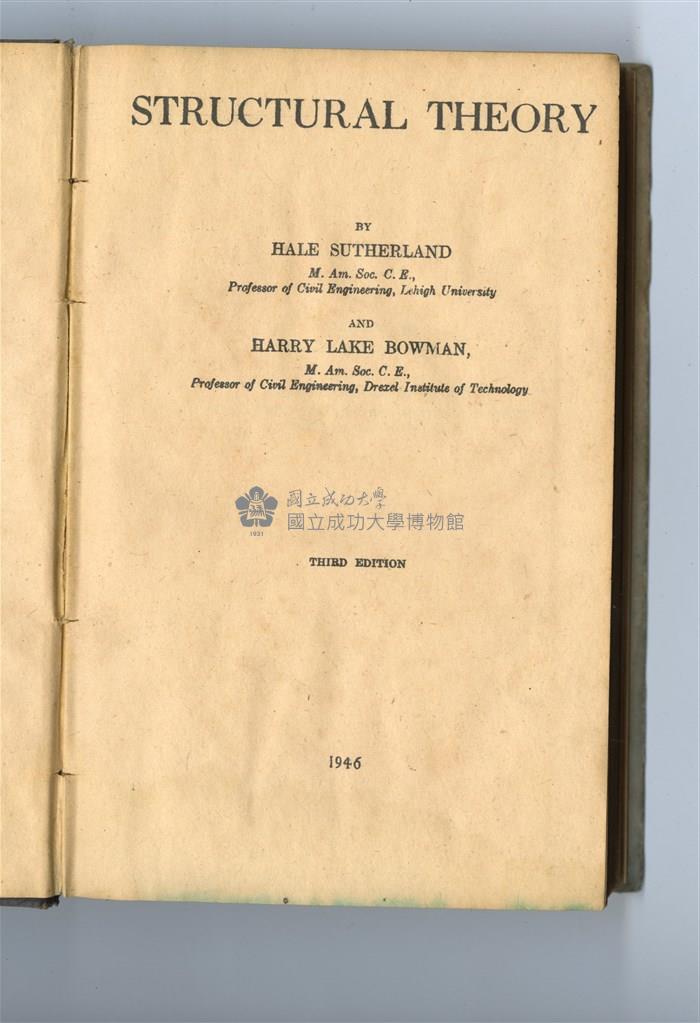 STRUCTURAL THEORY
BY
HALE SUTHERLAND
M. Am. Soc. C. E.,
Professor of Civil Engineering, Lehigh University
AND
HARRY LAKE BOWMAN,
M. Am. Soc. C. E.,
Professor of Civil Engineering, Drexel Institute of Technology
國立成功大學
國立成功大學博物館
1931
THIRD EDITION
1946